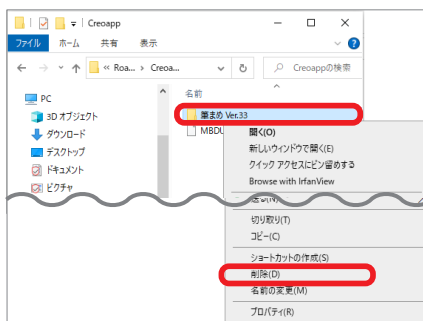 Creoapp
ファイル ホーム 共有 表示
« Roa... › Creoa...
Creoappの検索
PC
3D オブジェクト
ダウンロード
デスクトップ
ドキュメント
ピクチャ
名前
筆まめ Ver.33
MBDU
開く(O)
新しいウィンドウで開く(E)
クイック アクセスにピン留めする
Browse with IrfanView
送る(N)
切り取り(T)
コピー(C)
ショートカットの作成(S)
削除(D)
名前の変更(M)
プロパティ(R)